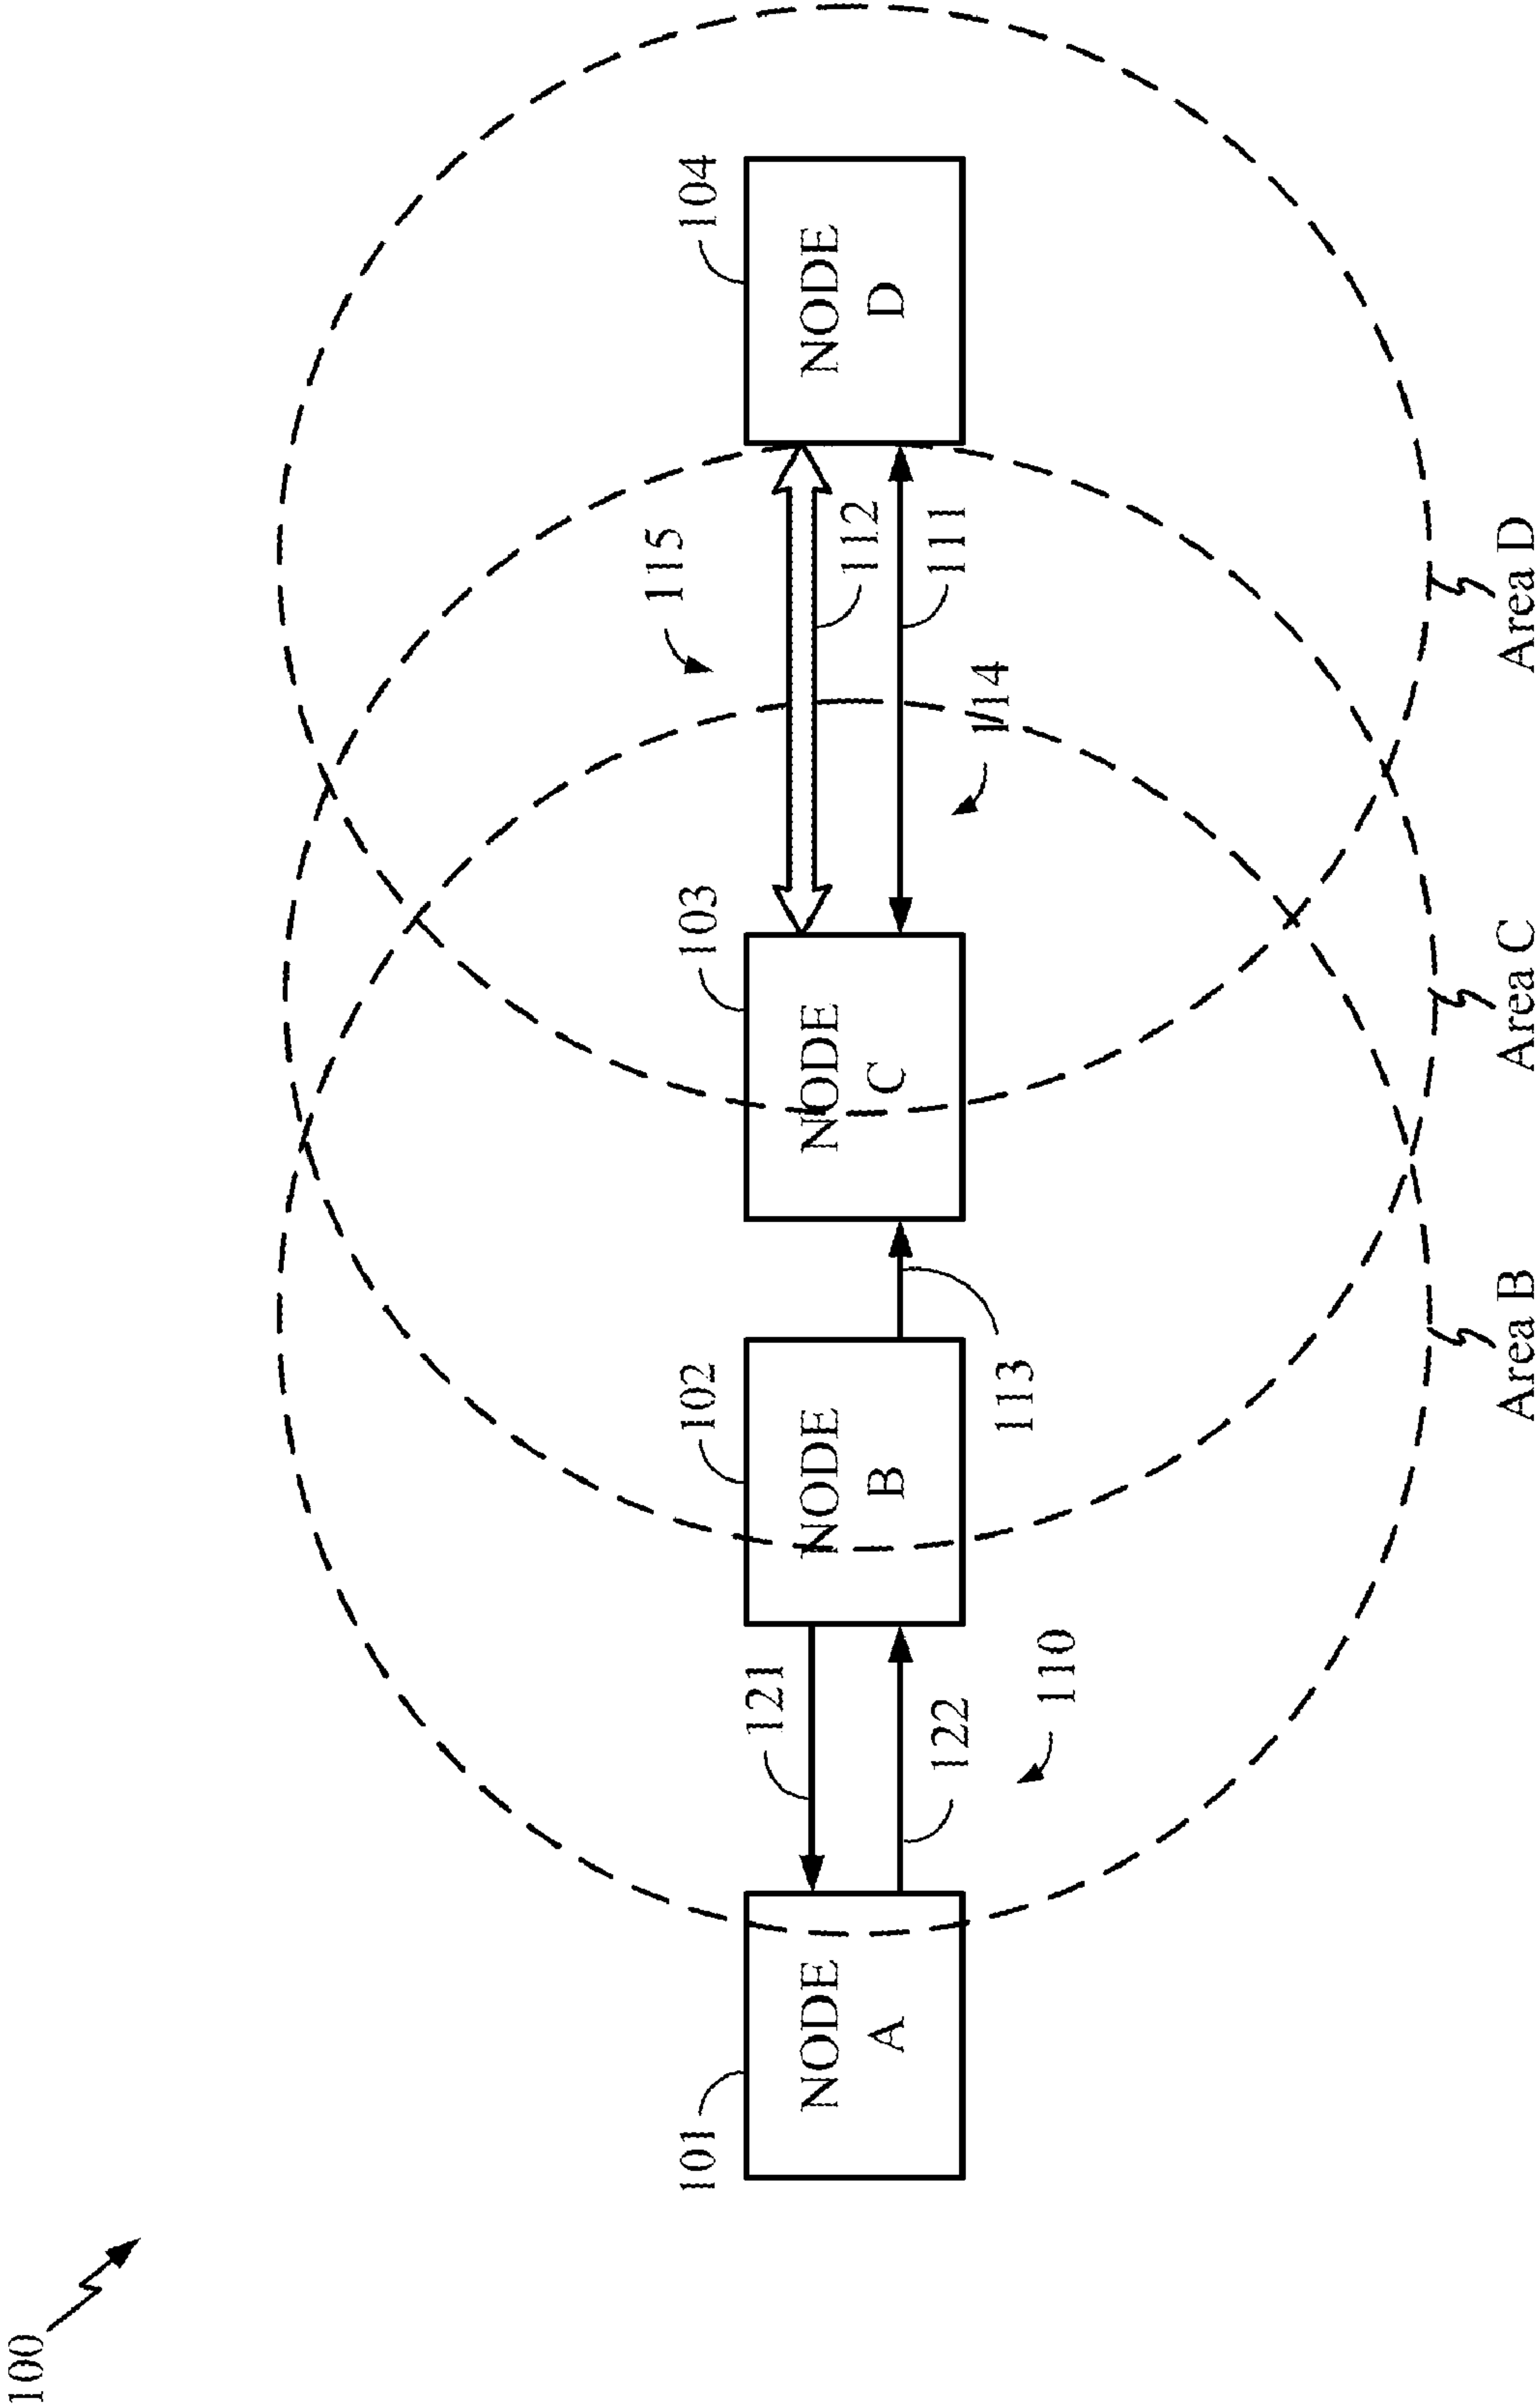 100
101
102
103
104
NODE
A
NODE
B
NODE
C
NODE
D
121
122
110
113
115
112
111
114
Area B
Area C
Area D